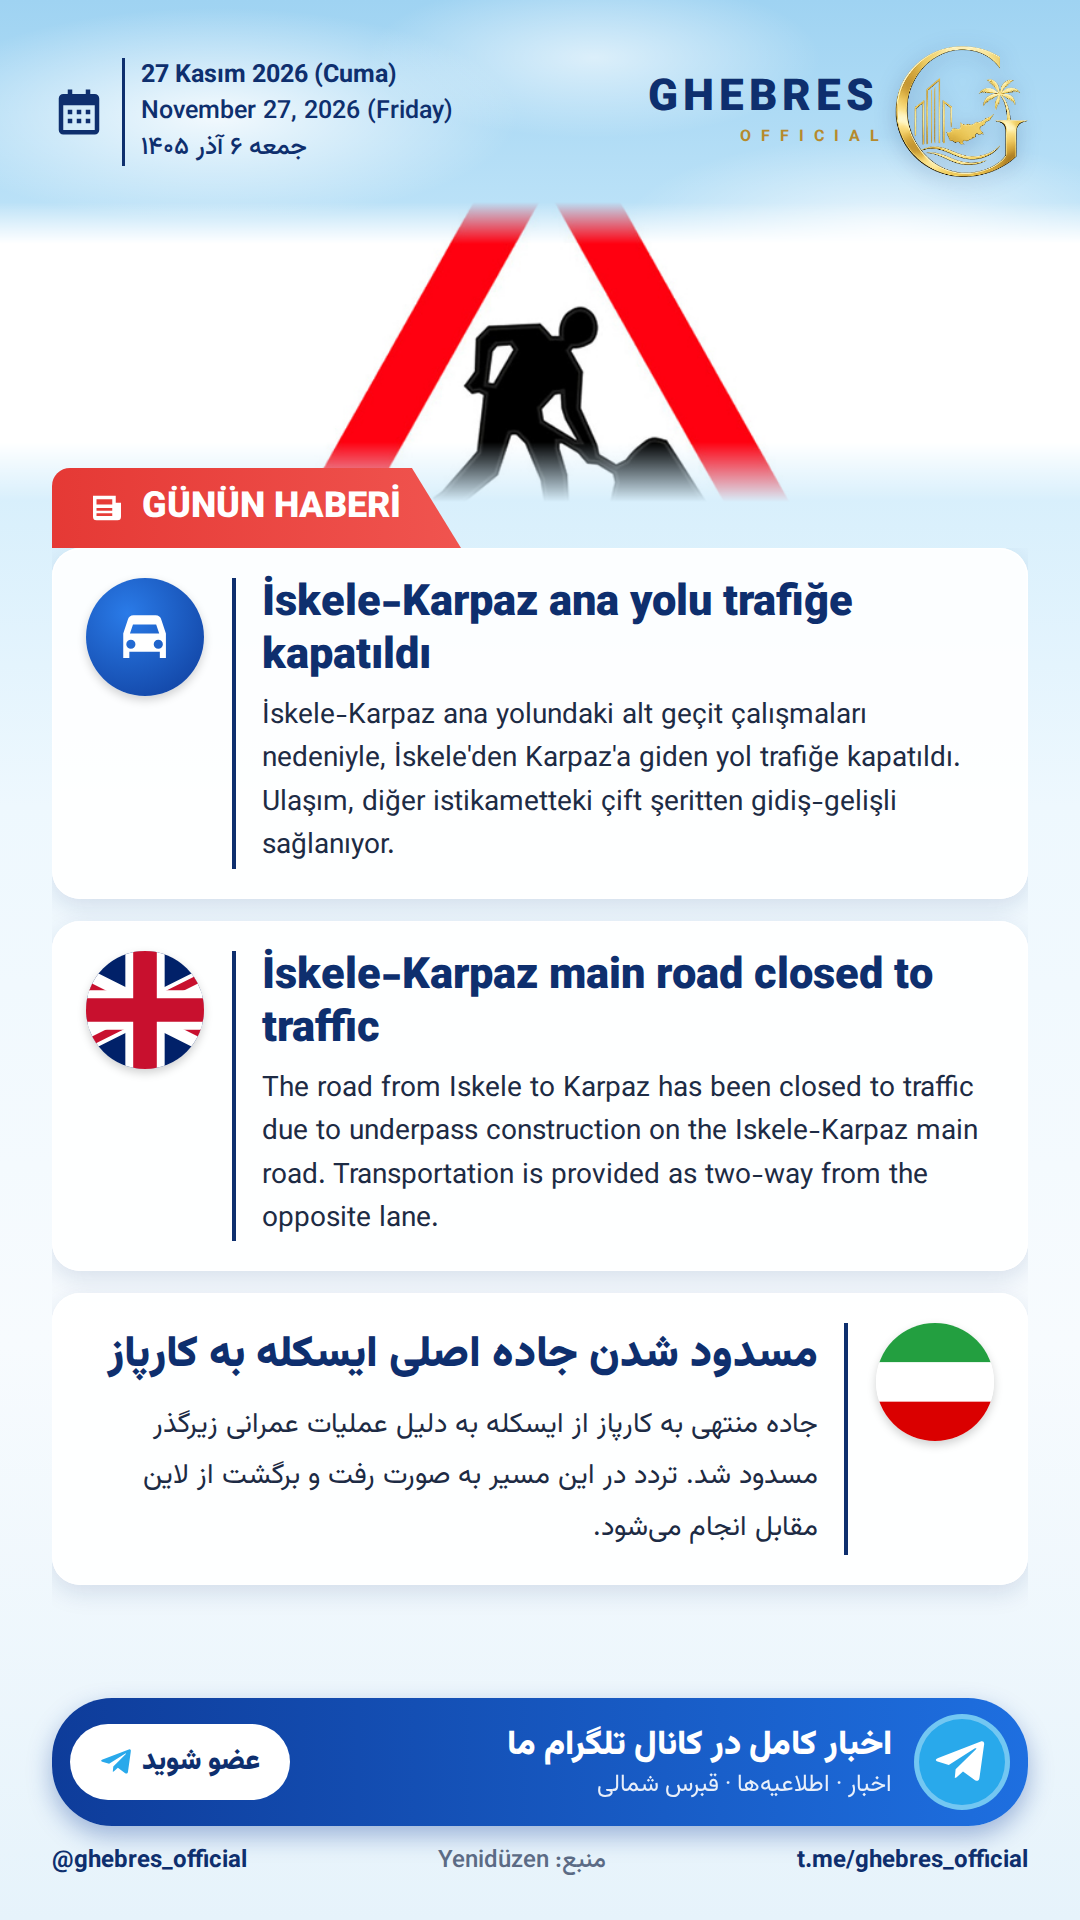 27 Kasım 2026 (Cuma)
November 27, 2026 (Friday)
جمعه ۶ آذر ۱۴۰۵
GHEBRES
OFFICIAL
GÜNÜN HABERİ
İskele-Karpaz ana yolu trafiğe
kapatıldı
İskele-Karpaz ana yolundaki alt geçit çalışmaları
nedeniyle, İskele'den Karpaz'a giden yol trafiğe kapatıldı.
Ulaşım, diğer istikametteki çift şeritten gidiş-gelişli
sağlanıyor.
İskele-Karpaz main road closed to
traffic
The road from Iskele to Karpaz has been closed to traffic
due to underpass construction on the Iskele-Karpaz main
road. Transportation is provided as two-way from the
opposite lane.
مسدود شدن جاده اصلی ایسکله به کارپاز
جاده منتهی به کارپاز از ایسکله به دلیل عملیات عمرانی زیرگذر
مسدود شد. تردد در این مسیر به صورت رفت و برگشت از لاین
مقابل انجام می‌شود.
اخبار کامل در کانال تلگرام ما
اخبار · اطلاعیه‌ها · قبرس شمالی
عضو شوید
@ghebres_official
منبع: Yenidüzen
t.me/ghebres_official